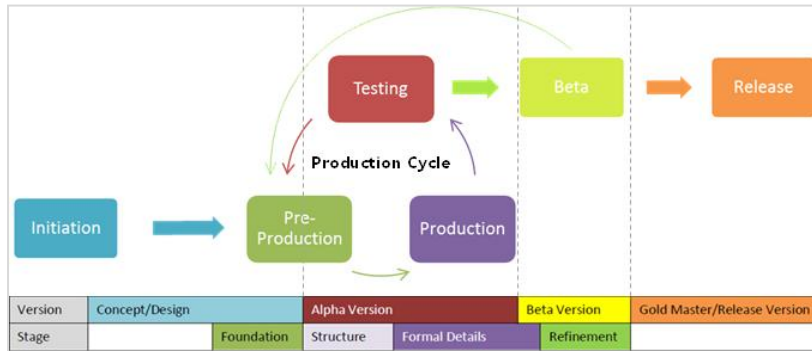 Testing
Beta
Release
Production Cycle
Initiation
Pre-
Production
Production
Version
Concept/Design
Alpha Version
Beta Version
Gold Master/Release Version
Stage
Foundation
Structure
Formal Details
Refinement